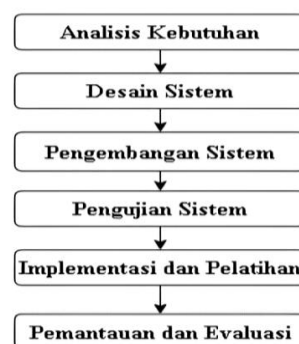 Analisis Kebutuhan
Desain Sistem
Pengembangan Sistem
Pengujian Sistem
Implementasi dan Pelatihan
Pemantauan dan Evaluasi